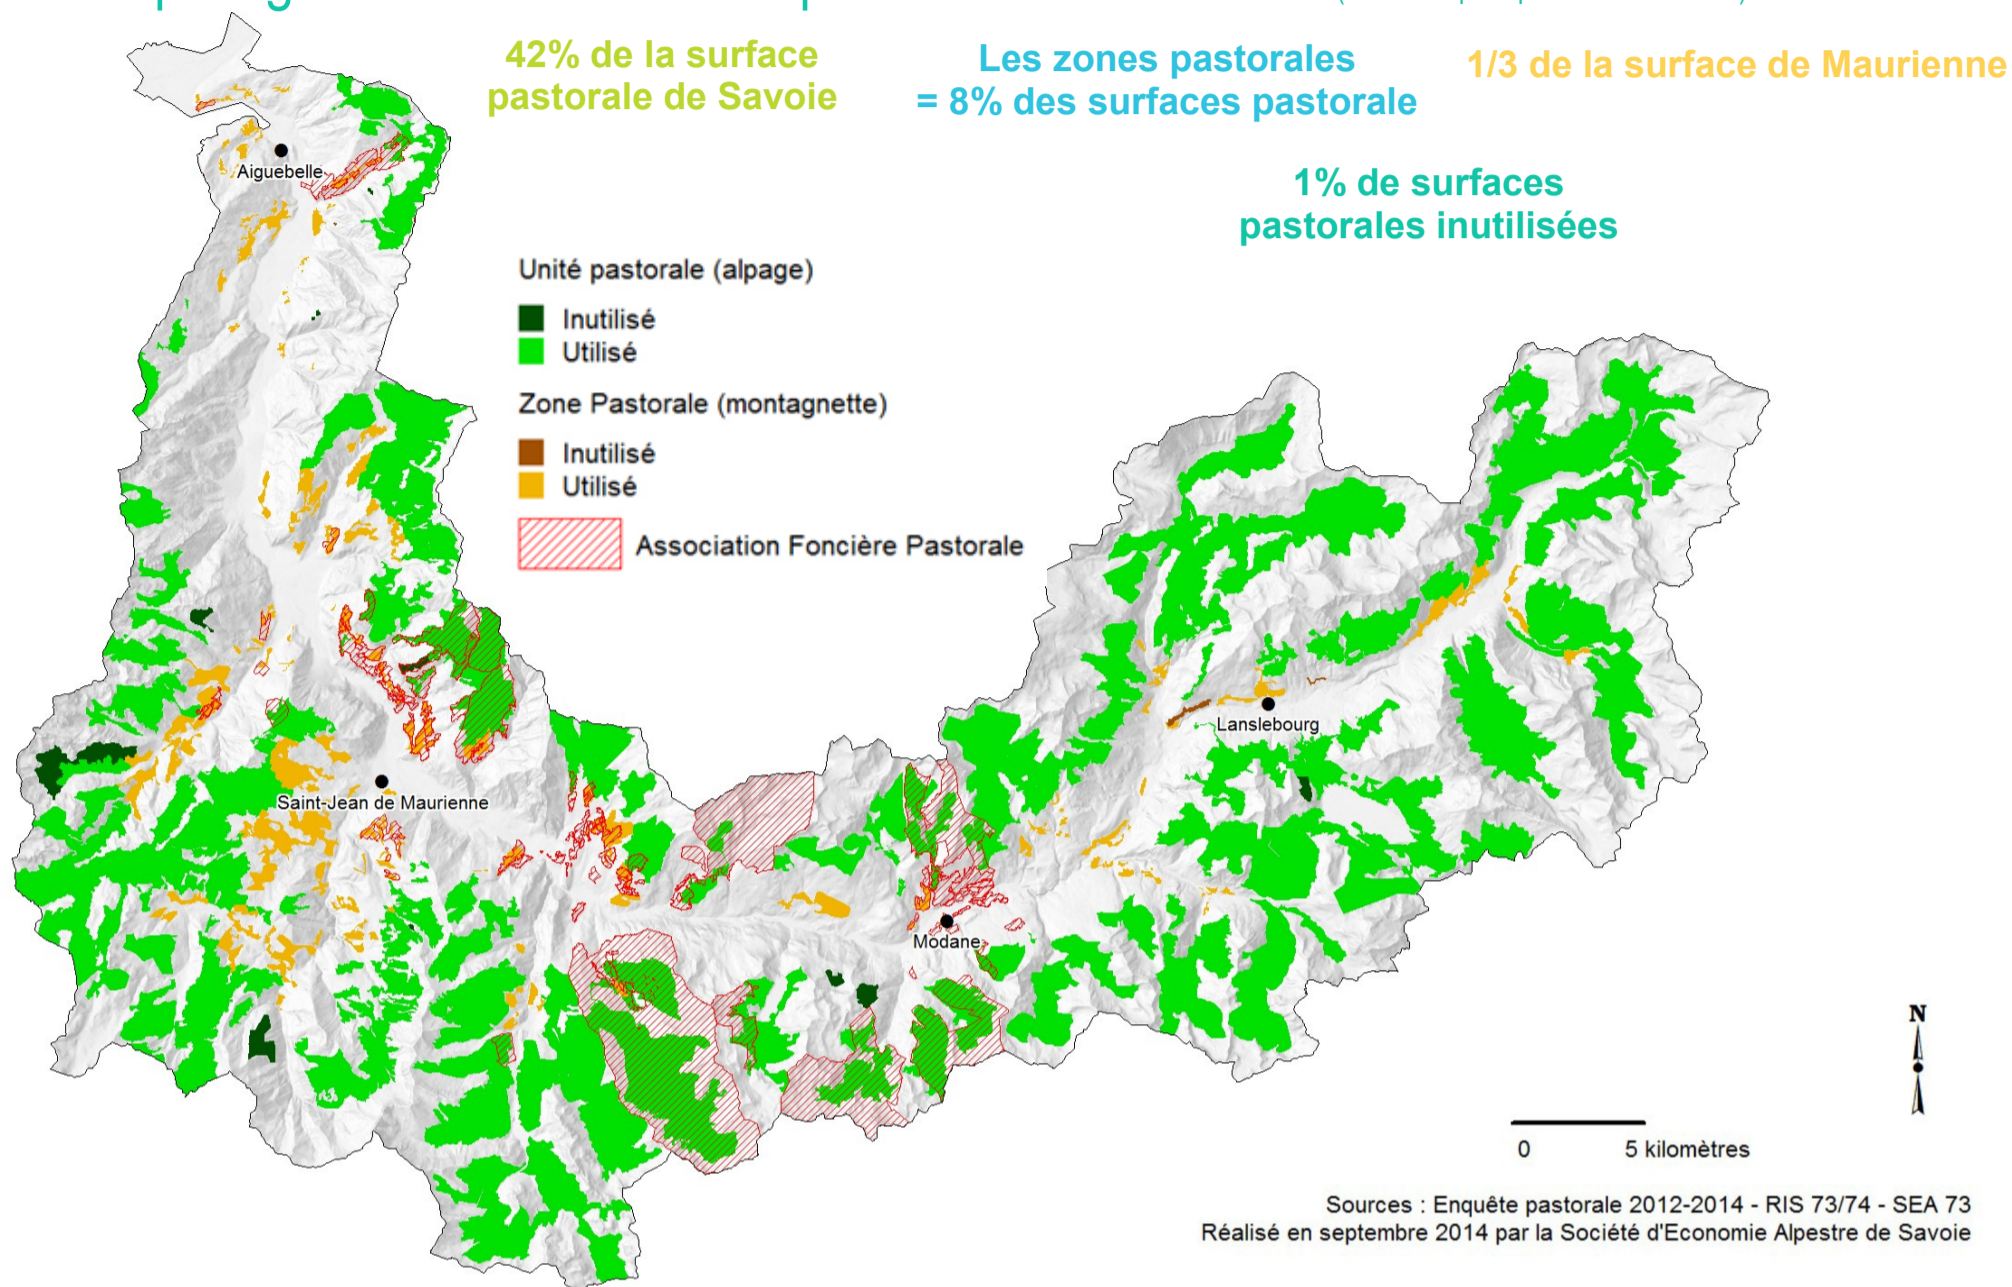 42% de la surface
pastorale de Savoie
Les zones pastorales
= 8% des surfaces pastorale
1/3 de la surface de Maurienne
1% de surfaces
pastorales inutilisées
Aiguebelle
Unité pastorale (alpage)
Inutilisé
Utilisé
Zone Pastorale (montagnette)
Inutilisé
Utilisé
Association Foncière Pastorale
Lanslebourg
Saint-Jean de Maurienne
Modane
N
0 5 kilomètres
Sources : Enquête pastorale 2012-2014 - RIS 73/74 - SEA 73
Réalisé en septembre 2014 par la Société d'Economie Alpestre de Savoie